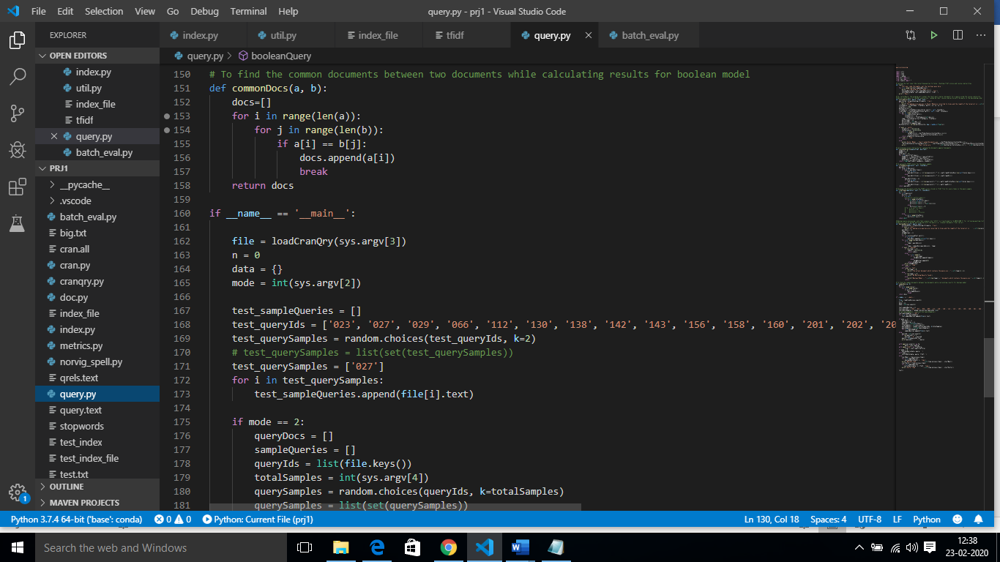 File Edit Selection View Go Debug Terminal Help
query.py - prj1 - Visual Studio Code
EXPLORER
OPEN EDITORS
index.py
util.py
index_file
tfidf
query.py
batch_eval.py
PRJ1
__pycache__
.vscode
batch_eval.py
big.txt
cran.all
cran.py
cranqry.py
doc.py
index_file
index.py
metrics.py
norvig_spell.py
qrels.text
query.py
query.text
stopwords
test_index
test_index_file
test.txt
OUTLINE
MAVEN PROJECTS
1
index.py util.py index_file tfidf query.py batch_eval.py
query.py > booleanQuery
150 # To find the common documents between two documents while calculating results for boolean model
151 def commonDocs(a, b):
152     docs=[]
153     for i in range(len(a)):
154         for j in range(len(b)):
155             if a[i] == b[j]:
156                 docs.append(a[i])
157                 break
158     return docs
159
160 if __name__ == '__main__':
161
162     file = loadCranQry(sys.argv[3])
163     n = 0
164     data = {}
165     mode = int(sys.argv[2])
166
167     test_sampleQueries = []
168     test_queryIds = ['023', '027', '029', '066', '112', '130', '138', '142', '143', '156', '158', '160', '201', '202', '20
169     test_querySamples = random.choices(test_queryIds, k=2)
170     # test_querySamples = list(set(test_querySamples))
171     test_querySamples = ['027']
172     for i in test_querySamples:
173         test_sampleQueries.append(file[i].text)
174
175     if mode == 2:
176         queryDocs = []
177         sampleQueries = []
178         queryIds = list(file.keys())
179         totalSamples = int(sys.argv[4])
180         querySamples = random.choices(queryIds, k=totalSamples)
181         querySamples = list(set(querySamples))
Python 3.7.4 64-bit ('base': conda) 0 0 Python: Current File (prj1) Ln 130, Col 18 Spaces: 4 UTF-8 LF Python
Search the web and Windows
12:38
23-02-2020